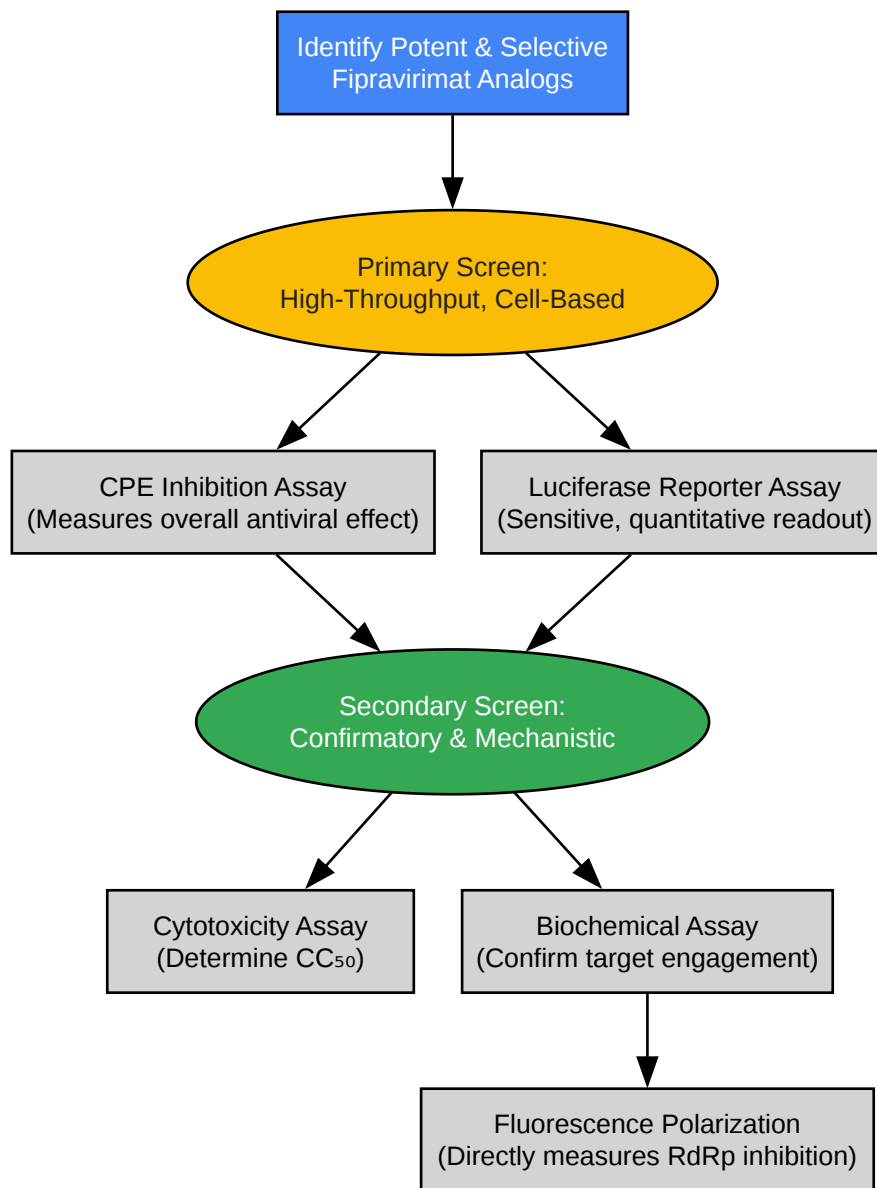 Identify Potent & Selective
Fipravirimat Analogs
Primary Screen:
High-Throughput, Cell-Based
CPE Inhibition Assay
(Measures overall antiviral effect)
Luciferase Reporter Assay
(Sensitive, quantitative readout)
Secondary Screen:
Confirmatory & Mechanistic
Cytotoxicity Assay
(Determine CC₅₀)
Biochemical Assay
(Confirm target engagement)
Fluorescence Polarization
(Directly measures RdRp inhibition)